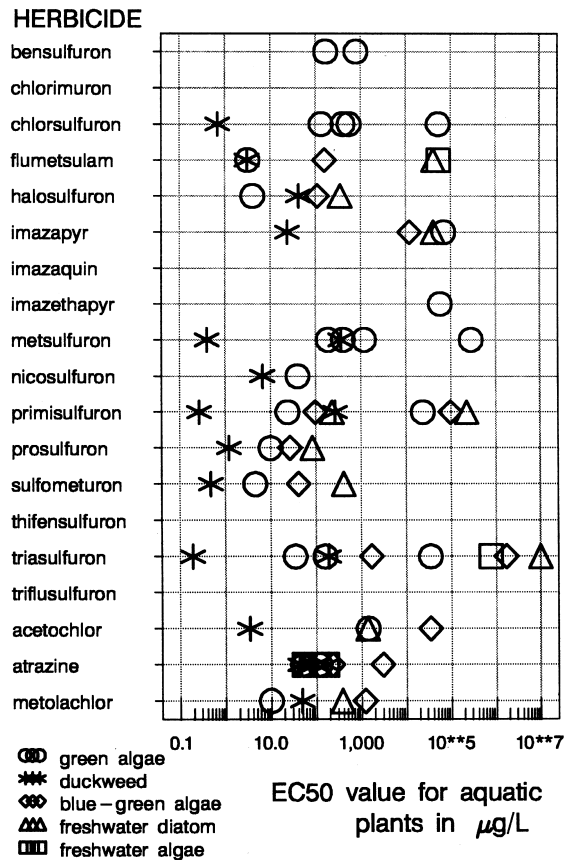 HERBICIDE
bensulfuron
chlorimuron
chlorsulfuron
flumetsulam
halosulfuron
imazapyr
imazaquin
imazethapyr
metsulfuron
nicosulfuron
primisulfuron
prosulfuron
sulfometuron
thifensulfuron
triasulfuron
triflusulfuron
acetochlor
atrazine
metolachlor
0.1 10.0 1,000 10**5 10**7
green algae
duckweed
blue-green algae
freshwater diatom
freshwater algae
EC50 value for aquatic
plants in µg/L